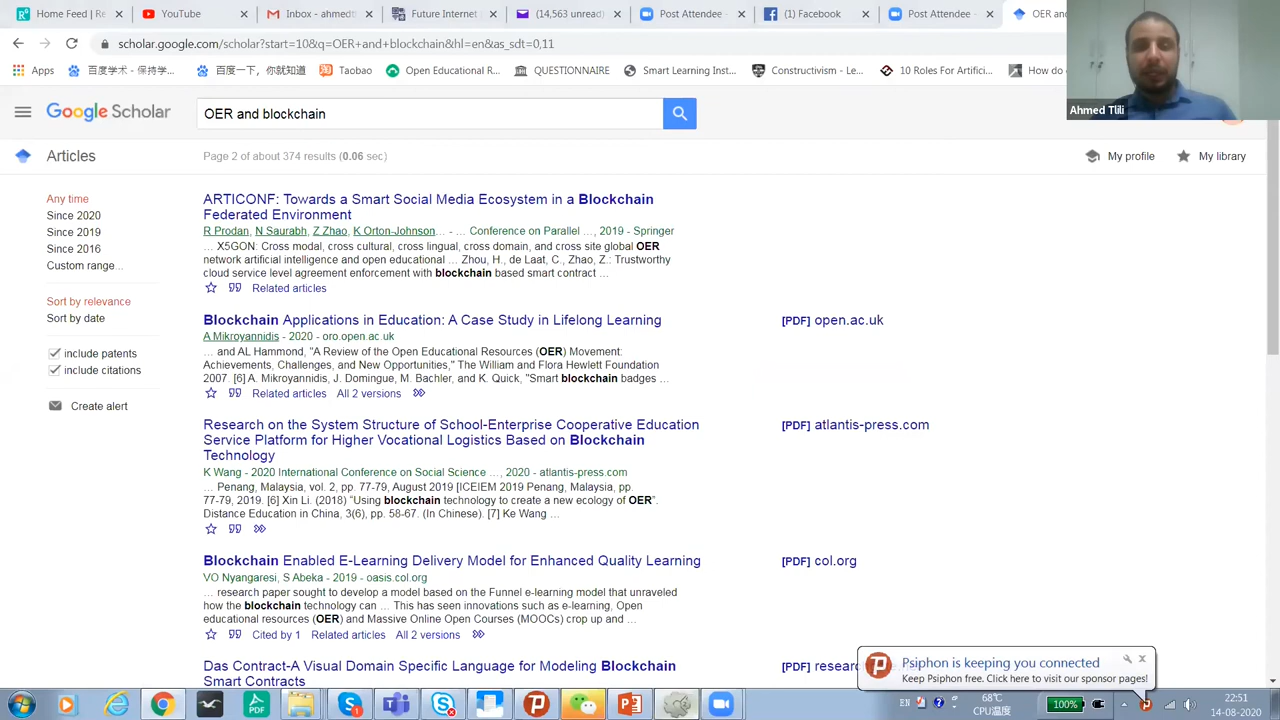 Home Feed | Re
YouTube
Inbox - ahmedtl
Future Internet
(14,563 unread)
Post Attendee -
(1) Facebook
Post Attendee -
OER an
scholar.google.com/scholar?start=10&q=OER+and+blockchain&hl=en&as_sdt=0,11
Apps
百度学术 - 保持学...
百度一下，你就知道
Taobao
Open Educational R...
QUESTIONNAIRE
Smart Learning Inst...
Constructivism - Le...
10 Roles For Artifici...
How do
Ahmed Tlili
Google Scholar
OER and blockchain
Articles
Page 2 of about 374 results (0.06 sec)
My profile
My library
Any time
Since 2020
Since 2019
Since 2016
Custom range...
Sort by relevance
Sort by date
include patents
include citations
Create alert
ARTICONF: Towards a Smart Social Media Ecosystem in a Blockchain
Federated Environment
R Prodan, N Saurabh, Z Zhao, K Orton-Johnson... - ... Conference on Parallel ..., 2019 - Springer
... X5GON: Cross modal, cross cultural, cross lingual, cross domain, and cross site global OER
network artificial intelligence and open educational ... Zhou, H., de Laat, C., Zhao, Z.: Trustworthy
cloud service level agreement enforcement with blockchain based smart contract ...
Related articles
Blockchain Applications in Education: A Case Study in Lifelong Learning
[PDF] open.ac.uk
A Mikroyannidis - 2020 - oro.open.ac.uk
... and AL Hammond, "A Review of the Open Educational Resources (OER) Movement:
Achievements, Challenges, and New Opportunities," The William and Flora Hewlett Foundation
2007. [6] A. Mikroyannidis, J. Domingue, M. Bachler, and K. Quick, "Smart blockchain badges ...
Related articles All 2 versions
Research on the System Structure of School-Enterprise Cooperative Education
Service Platform for Higher Vocational Logistics Based on Blockchain
Technology
[PDF] atlantis-press.com
K Wang - 2020 International Conference on Social Science ..., 2020 - atlantis-press.com
... Penang, Malaysia, vol. 2, pp. 77-79, August 2019 [ICEIEM 2019 Penang, Malaysia, pp.
77-79, 2019. [6] Xin Li. (2018) "Using blockchain technology to create a new ecology of OER".
Distance Education in China, 3(6), pp. 58-67. (In Chinese). [7] Ke Wang ...
Blockchain Enabled E-Learning Delivery Model for Enhanced Quality Learning
[PDF] col.org
VO Nyangaresi, S Abeka - 2019 - oasis.col.org
... research paper sought to develop a model based on the Funnel e-learning model that unraveled
how the blockchain technology can ... This has seen innovations such as e-learning, Open
educational resources (OER) and Massive Online Open Courses (MOOCs) crop up and ...
Cited by 1 Related articles All 2 versions
Das Contract-A Visual Domain Specific Language for Modeling Blockchain
Smart Contracts
[PDF] resear
Psiphon is keeping you connected
Keep Psiphon free. Click here to visit our sponsor pages!
EN
68℃
CPU温度
100%
22:51
14-08-2020